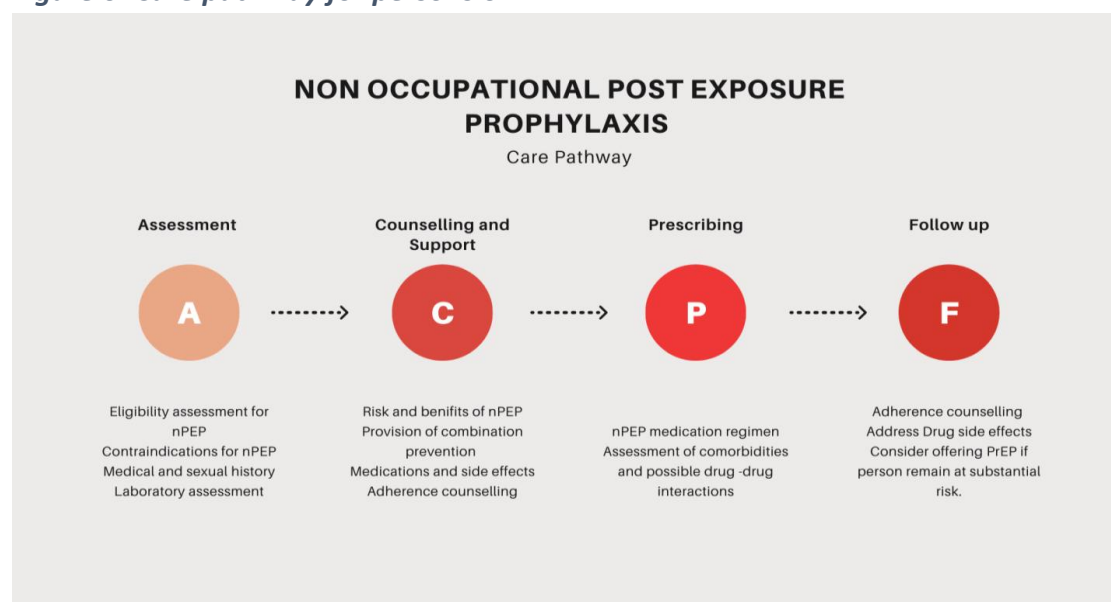 NON OCCUPATIONAL POST EXPOSURE
PROPHYLAXIS
Care Pathway
Assessment
A
Eligibility assessment for
nPEP
Contraindications for nPEP
Medical and sexual history
Laboratory assessment
Counselling and
Support
C
Risk and benifits of nPEP
Provision of combination
prevention
Medications and side effects
Adherence counselling
Prescribing
P
nPEP medication regimen
Assessment of comorbidities
and possible drug -drug
interactions
Follow up
F
Adherence counselling
Address Drug side effects
Consider offering PrEP if
person remain at substantial
risk.